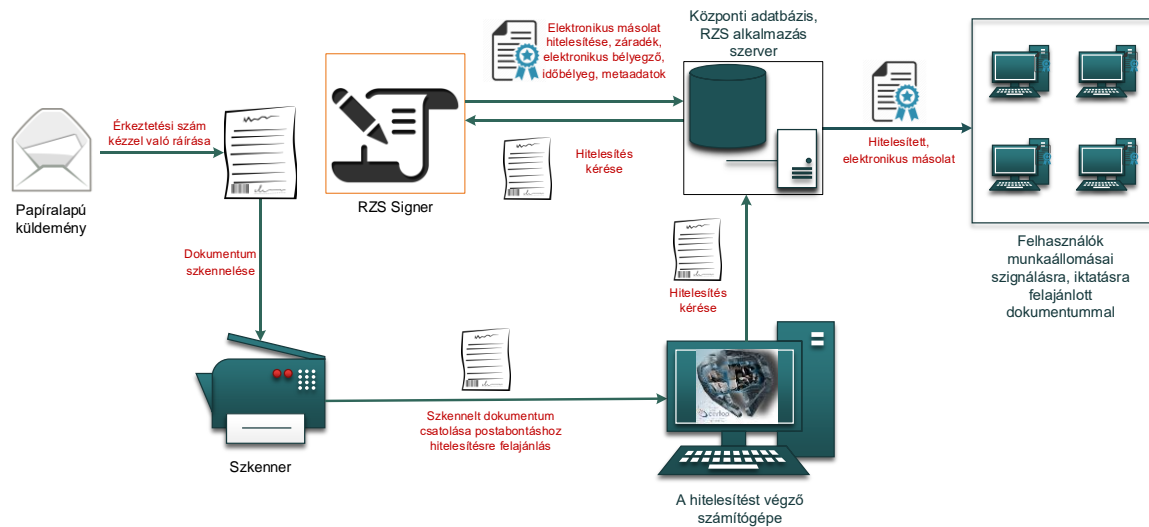 Elektronikus másolat
hitelesítése, záradék,
elektronikus bélyegző,
időbélyeg, metaadatok
Központi adatbázis,
RZS alkalmazás
szerver
Érkeztetési szám
kézzel való ráírása
Hitelesítés
kérése
Hitelesített,
elektronikus másolat
Papíralapú
küldemény
RZS Signer
Felhasználók
munkaállomásai
szignálásra, iktatásra
felajánlott
dokumentummal
Dokumentum
szkennelése
Hitelesítés
kérése
Szkennelt dokumentum
csatolása postabontáshoz
hitelesítésre felajánlás
Szkenner
A hitelesítést végző
számítógépe